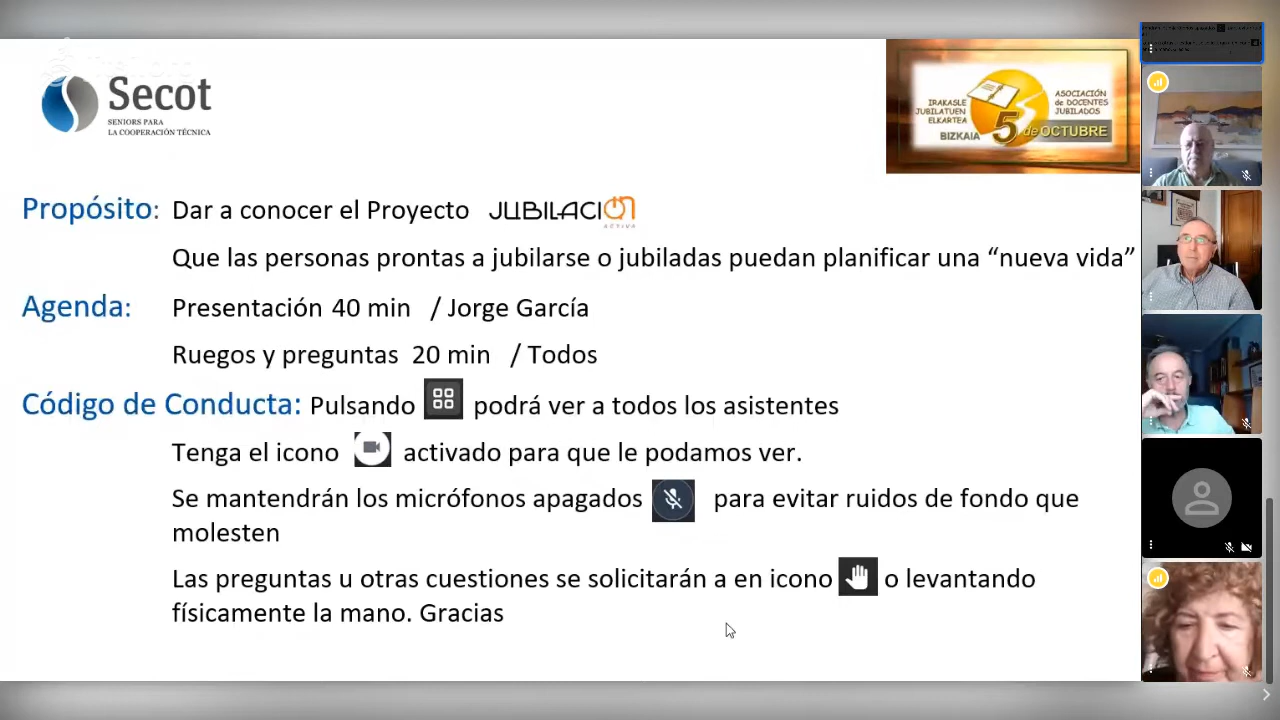 Secot
SENIORS PARA
LA COOPERACIÓN TÉCNICA
IRAKASLE
JUBILATUEN
ELKARTEA
BIZKAIA
ASOCIACIÓN
de DOCENTES
JUBILADOS
5 de OCTUBRE
Propósito: Dar a conocer el Proyecto JUBILACIÓN
ACTIVA
Que las personas prontas a jubilarse o jubiladas puedan planificar una “nueva vida”
Agenda: Presentación 40 min / Jorge García
Ruegos y preguntas 20 min / Todos
Código de Conducta: Pulsando podrá ver a todos los asistentes
Tenga el icono activado para que le podamos ver.
Se mantendrán los micrófonos apagados para evitar ruidos de fondo que
molesten
Las preguntas u otras cuestiones se solicitarán a en icono o levantando
físicamente la mano. Gracias